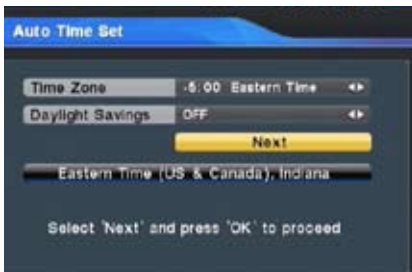 Auto Time Set
Time Zone -5:00 Eastern Time
Daylight Savings OFF
Next
Eastern Time (US & Canada), Indiana
Select 'Next' and press 'OK' to proceed